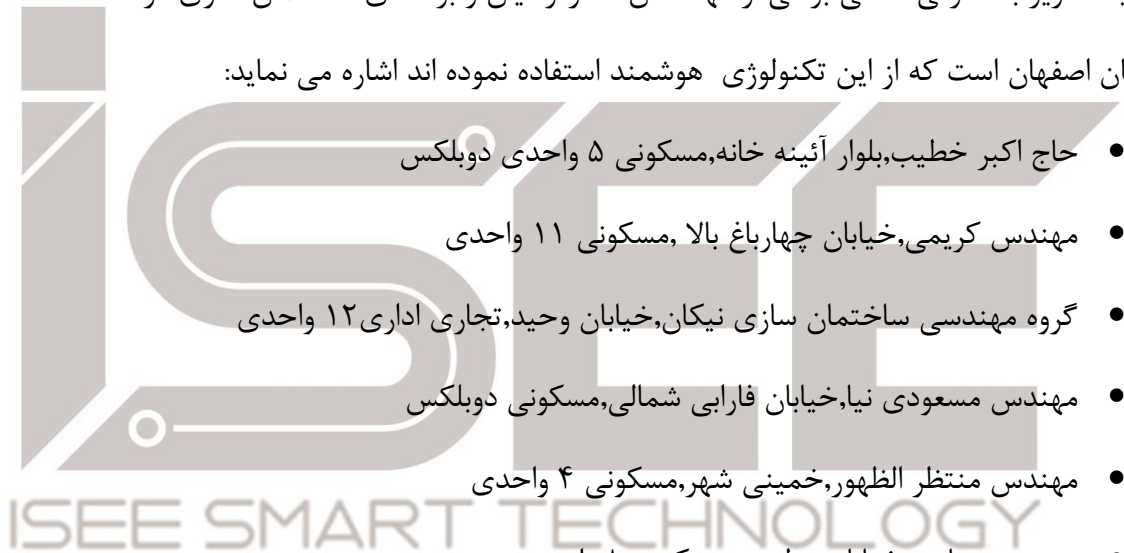 ان اصفهان است که از این تکنولوژی هوشمند استفاده نموده اند اشاره می نماید:
• حاج اکبر خطیب,بلوار آئینه خانه,مسکونی ۵ واحدی دوبلکس
• مهندس کریمی,خیابان چهارباغ بالا ,مسکونی ۱۱ واحدی
• گروه مهندسی ساختمان سازی نیکان,خیابان وحید,تجاری اداری۱۲ واحدی
• مهندس مسعودی نیا,خیابان فارابی شمالی,مسکونی دوبلکس
• مهندس منتظر الظهور,خمینی شهر,مسکونی ۴ واحدی
iSEE
ISEE SMART TECHNOLOGY